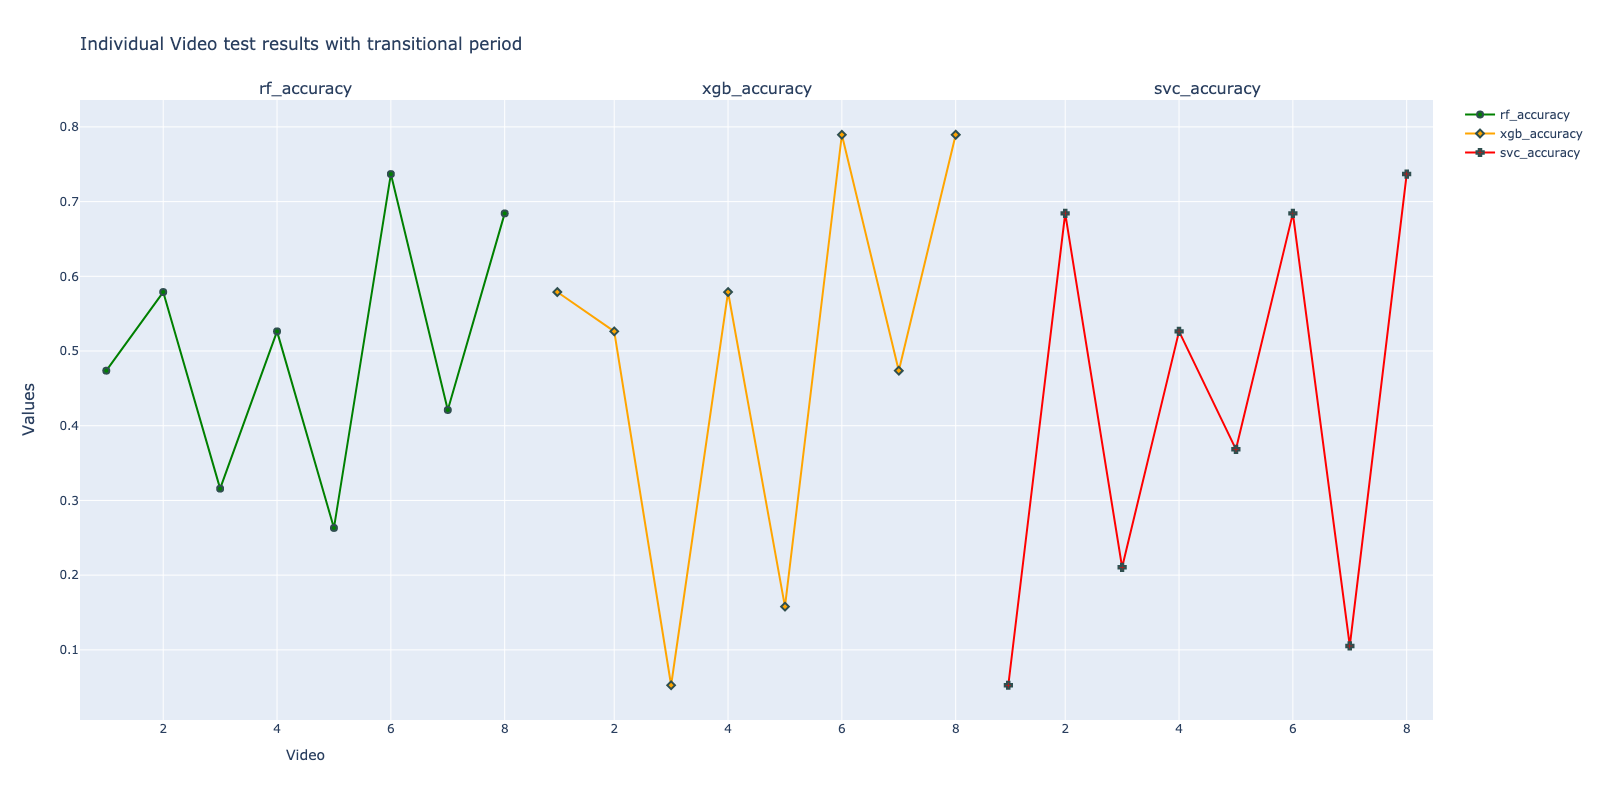 Individual Video test results with transitional period
rf_accuracy
xgb_accuracy
svc_accuracy
rf_accuracy
xgb_accuracy
svc_accuracy
Values
0.8
0.7
0.6
0.5
0.4
0.3
0.2
0.1
2 4 6 8 2 4 6 8 2 4 6 8
Video